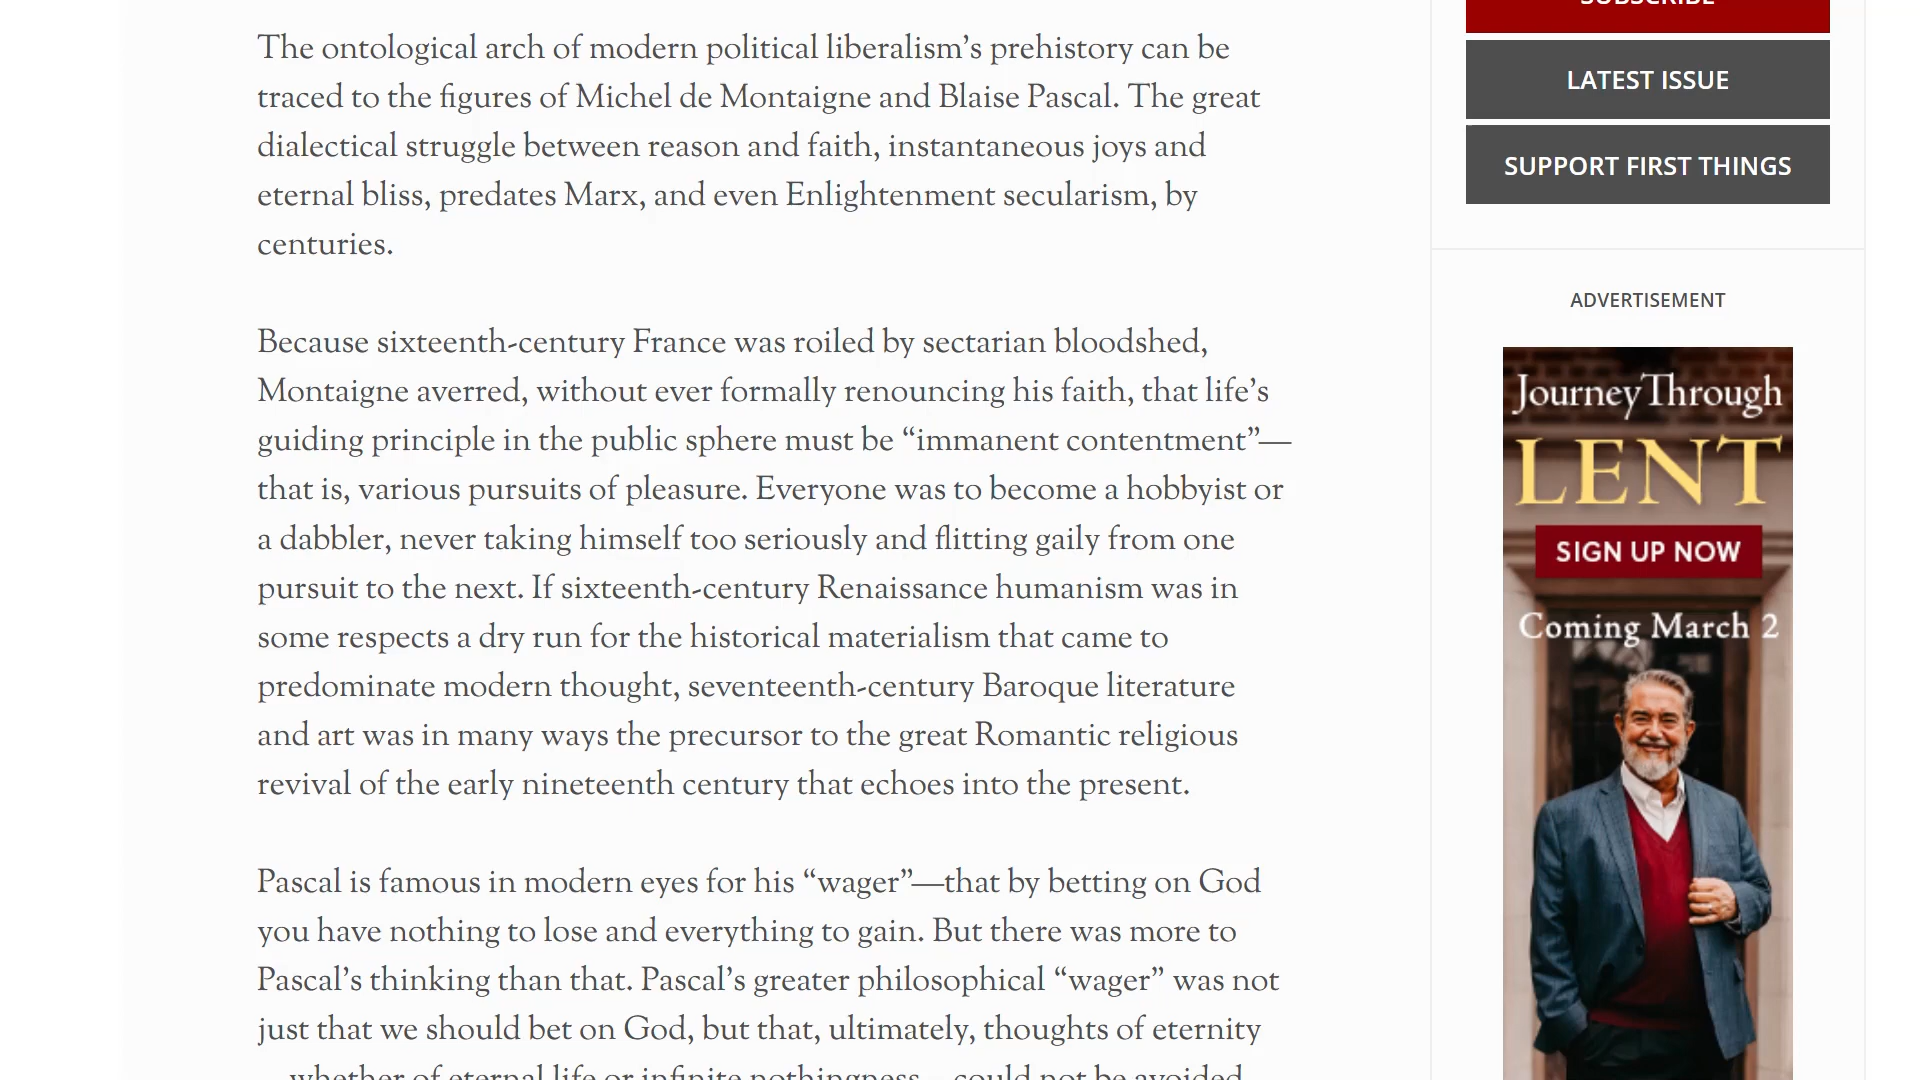 The ontological arch of modern political liberalism’s prehistory can be
traced to the figures of Michel de Montaigne and Blaise Pascal. The great
dialectical struggle between reason and faith, instantaneous joys and
eternal bliss, predates Marx, and even Enlightenment secularism, by
centuries.
Because sixteenth-century France was roiled by sectarian bloodshed,
Montaigne averred, without ever formally renouncing his faith, that life’s
guiding principle in the public sphere must be “immanent contentment”—
that is, various pursuits of pleasure. Everyone was to become a hobbyist or
a dabbler, never taking himself too seriously and flitting gaily from one
pursuit to the next. If sixteenth-century Renaissance humanism was in
some respects a dry run for the historical materialism that came to
predominate modern thought, seventeenth-century Baroque literature
and art was in many ways the precursor to the great Romantic religious
revival of the early nineteenth century that echoes into the present.
Pascal is famous in modern eyes for his “wager”—that by betting on God
you have nothing to lose and everything to gain. But there was more to
Pascal’s thinking than that. Pascal’s greater philosophical “wager” was not
just that we should bet on God, but that, ultimately, thoughts of eternity
—whether of eternal life or infinite nothingness—could not be avoided
SUBSCRIBE
LATEST ISSUE
SUPPORT FIRST THINGS
ADVERTISEMENT
Journey Through
LENT
SIGN UP NOW
Coming March 2